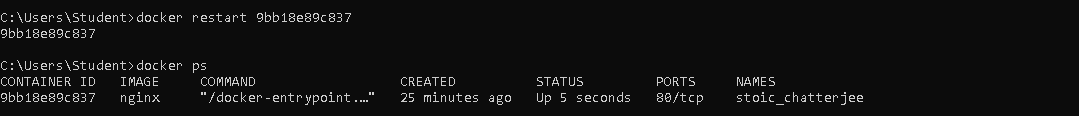 C:\Users\Student>docker restart 9bb18e89c837
9bb18e89c837
C:\Users\Student>docker ps
CONTAINER ID   IMAGE     COMMAND                  CREATED          STATUS         PORTS     NAMES
9bb18e89c837   nginx     "/docker-entrypoint.…"   25 minutes ago   Up 5 seconds   80/tcp    stoic_chatterjee